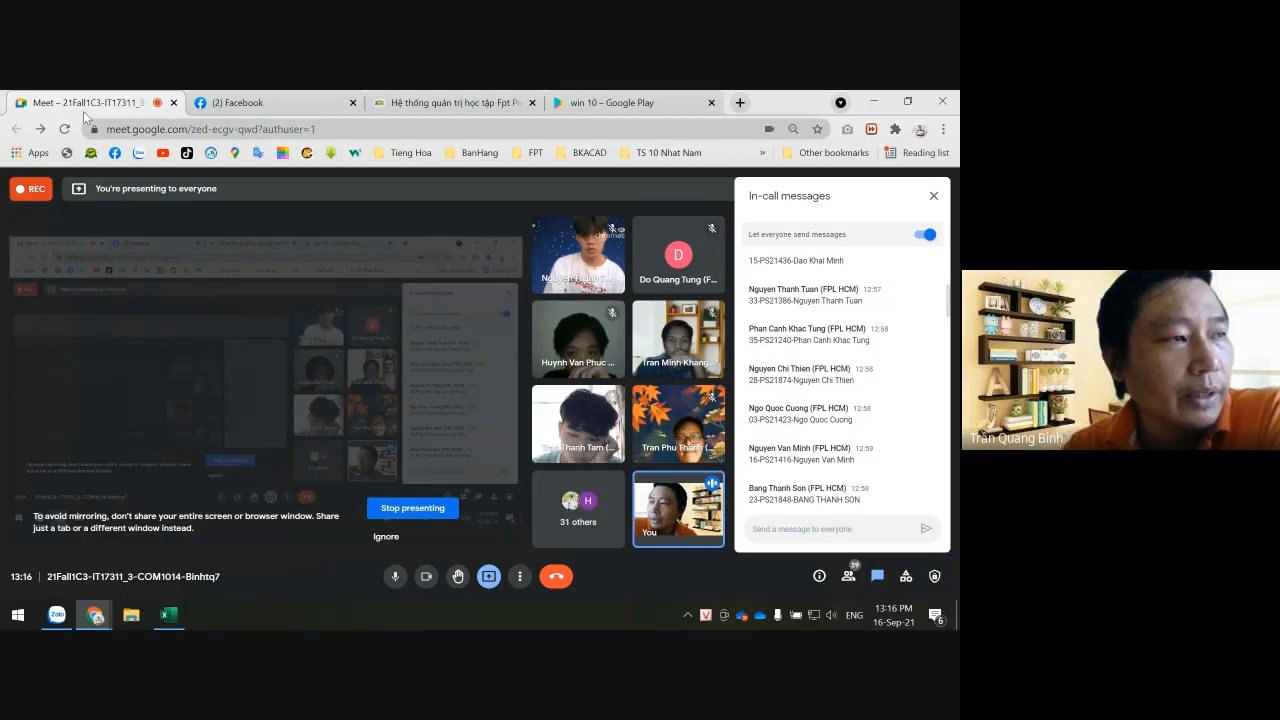 Meet – 21Fall1C3-IT17311_3-
(2) Facebook
Hệ thống quản trị học tập Fpt Po
win 10 – Google Play
meet.google.com/zed-ecgv-qwd?authuser=1
Apps
Tieng Hoa
BanHang
FPT
BKACAD
TS 10 Nhat Nam
»
Other bookmarks
Reading list
REC
You're presenting to everyone
In-call messages
Let everyone send messages
15-PS21436-Dao Khai Minh
Nguyen Thanh Tuan (FPL HCM) 12:57
33-PS21386-Nguyen Thanh Tuan
Phan Canh Khac Tung (FPL HCM) 12:58
35-PS21240-Phan Canh Khac Tung
Nguyen Chi Thien (FPL HCM) 12:58
28-PS21874-Nguyen Chi Thien
Ngo Quoc Cuong (FPL HCM) 12:58
03-PS21423-Ngo Quoc Cuong
Nguyen Van Minh (FPL HCM) 12:59
16-PS21416-Nguyen Van Minh
Bang Thanh Son (FPL HCM) 12:59
23-PS21848-BANG THANH SON
Send a message to everyone
D
Do Quang Tung (F...
Huynh Van Phuc ...
Tran Minh Khang
Tran Phu Thanh (...
H
31 others
You
To avoid mirroring, don't share your entire screen or browser window. Share
just a tab or a different window instead.
Stop presenting
Ignore
13:16 | 21Fall1C3-IT17311_3-COM1014-Binhtq7
39
Zalo
ENG
13:16 PM
16-Sep-21
6
LOVE
A
Tran Quang Binh